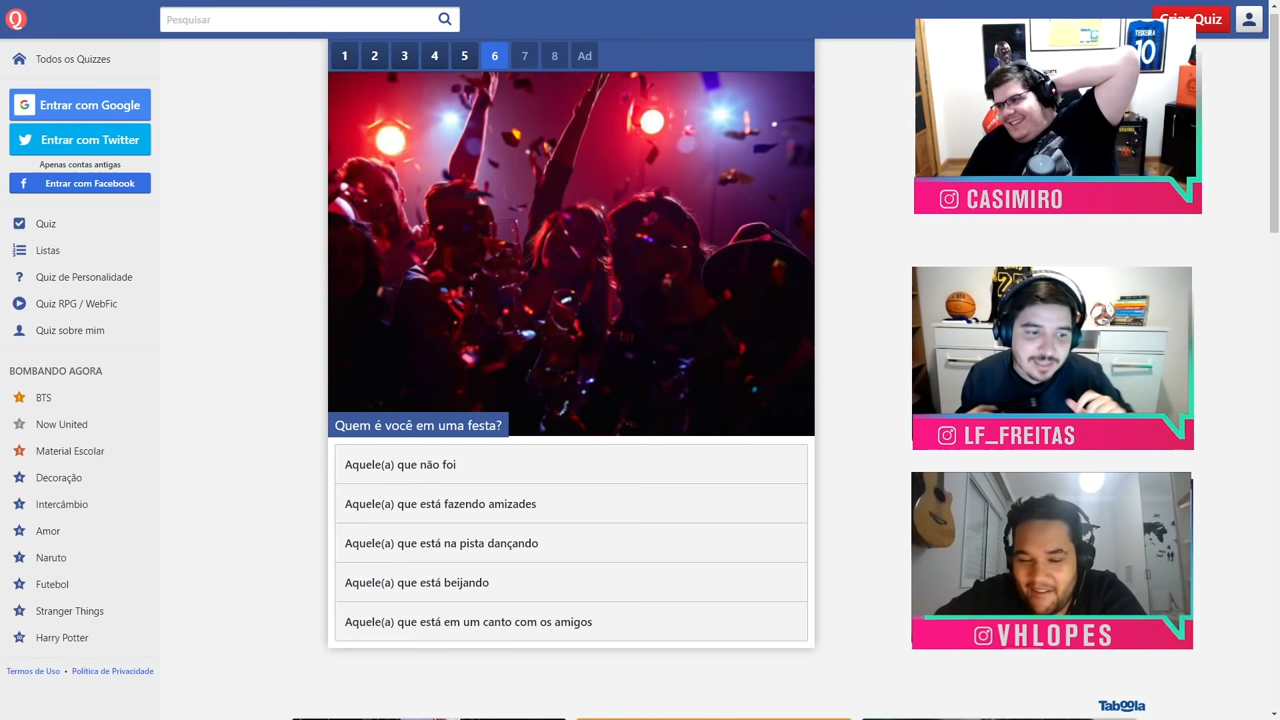 Q
Pesquisar
Criar Quiz
Todos os Quizzes
Entrar com Google
Entrar com Twitter
Apenas contas antigas
Entrar com Facebook
Quiz
Listas
Quiz de Personalidade
Quiz RPG / WebFic
Quiz sobre mim
BOMBANDO AGORA
BTS
Now United
Material Escolar
Decoração
Intercâmbio
Amor
Naruto
Futebol
Stranger Things
Harry Potter
Termos de Uso • Política de Privacidade
1 2 3 4 5 6 7 8 Ad
Quem é você em uma festa?
Aquele(a) que não foi
Aquele(a) que está fazendo amizades
Aquele(a) que está na pista dançando
Aquele(a) que está beijando
Aquele(a) que está em um canto com os amigos
TEIXEIRA
10
CASIMIRO
LF_FREITAS
VHLOPES
Taboola